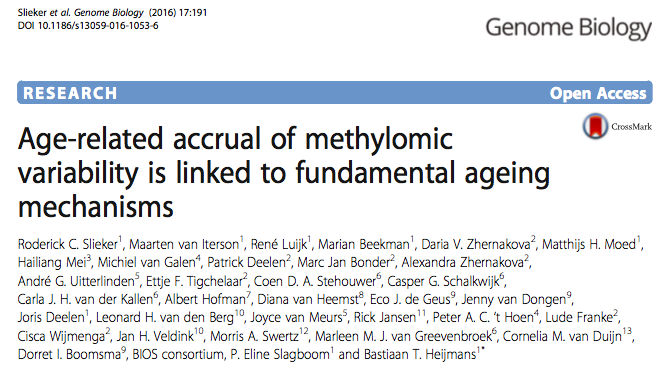 Slieker et al. Genome Biology (2016) 17:191
DOI 10.1186/s13059-016-1053-6
Genome Biology
RESEARCH
Open Access
CrossMark
Age-related accrual of methylomic
variability is linked to fundamental ageing
mechanisms
Roderick C. Slieker1, Maarten van Iterson1, René Luijk1, Marian Beekman1, Daria V. Zhernakova2, Matthijs H. Moed1,
Hailiang Mei3, Michiel van Galen4, Patrick Deelen2, Marc Jan Bonder2, Alexandra Zhernakova2,
André G. Uitterlinden5, Ettje F. Tigchelaar2, Coen D. A. Stehouwer6, Casper G. Schalkwijk6,
Carla J. H. van der Kallen6, Albert Hofman7, Diana van Heemst8, Eco J. de Geus9, Jenny van Dongen9,
Joris Deelen1, Leonard H. van den Berg10, Joyce van Meurs5, Rick Jansen11, Peter A. C. ‘t Hoen4, Lude Franke2,
Cisca Wijmenga2, Jan H. Veldink10, Morris A. Swertz12, Marleen M. J. van Greevenbroek6, Cornelia M. van Duijn13,
Dorret I. Boomsma9, BIOS consortium, P. Eline Slagboom1 and Bastiaan T. Heijmans1*